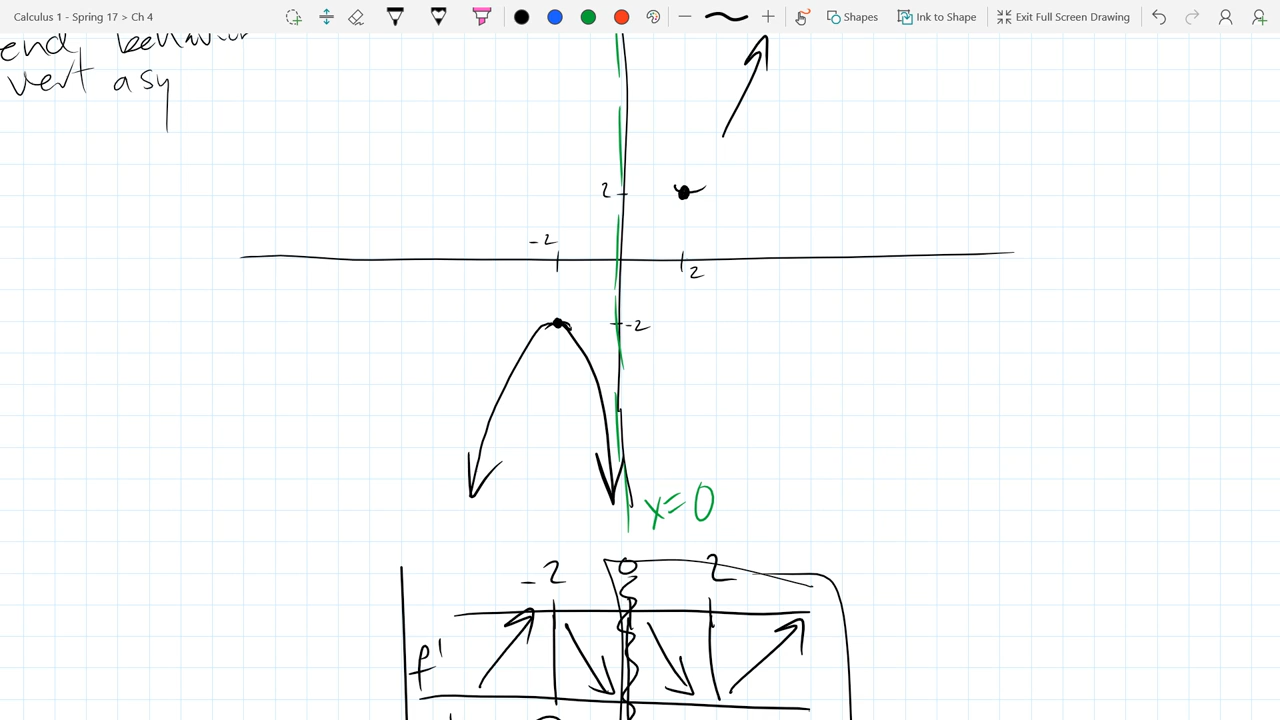 Calculus 1 - Spring 17 > Ch 4
Shapes
Ink to Shape
Exit Full Screen Drawing
end behavior
vert asy
2
-2
2
-2
x=0
-2 0 2
f'